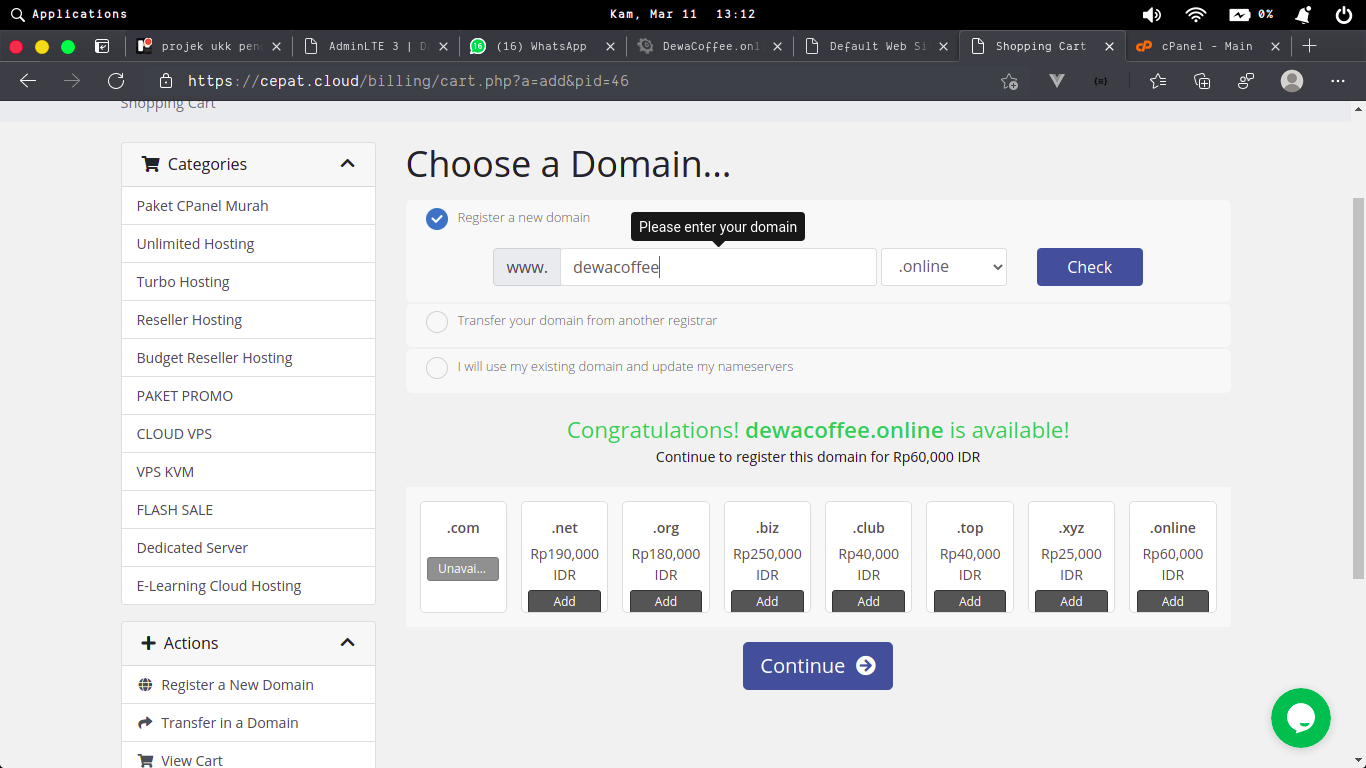 Applications
Kam, Mar 11 13:12
0%
projek ukk pen
AdminLTE 3 | D
(16) WhatsApp
DewaCoffee.onl
Default Web Si
Shopping Cart
cPanel - Main
https://cepat.cloud/billing/cart.php?a=add&pid=46
Shopping Cart
Categories
Paket CPanel Murah
Unlimited Hosting
Turbo Hosting
Reseller Hosting
Budget Reseller Hosting
PAKET PROMO
CLOUD VPS
VPS KVM
FLASH SALE
Dedicated Server
E-Learning Cloud Hosting
Actions
Register a New Domain
Transfer in a Domain
View Cart
Choose a Domain...
Register a new domain
Please enter your domain
www. dewacoffee .online Check
Transfer your domain from another registrar
I will use my existing domain and update my nameservers
Congratulations! dewacoffee.online is available!
Continue to register this domain for Rp60,000 IDR
.com .net .org .biz .club .top .xyz .online
Rp190,000 Rp180,000 Rp250,000 Rp40,000 Rp40,000 Rp25,000 Rp60,000
Unavai... IDR IDR IDR IDR IDR IDR IDR
Add Add Add Add Add Add Add
Continue